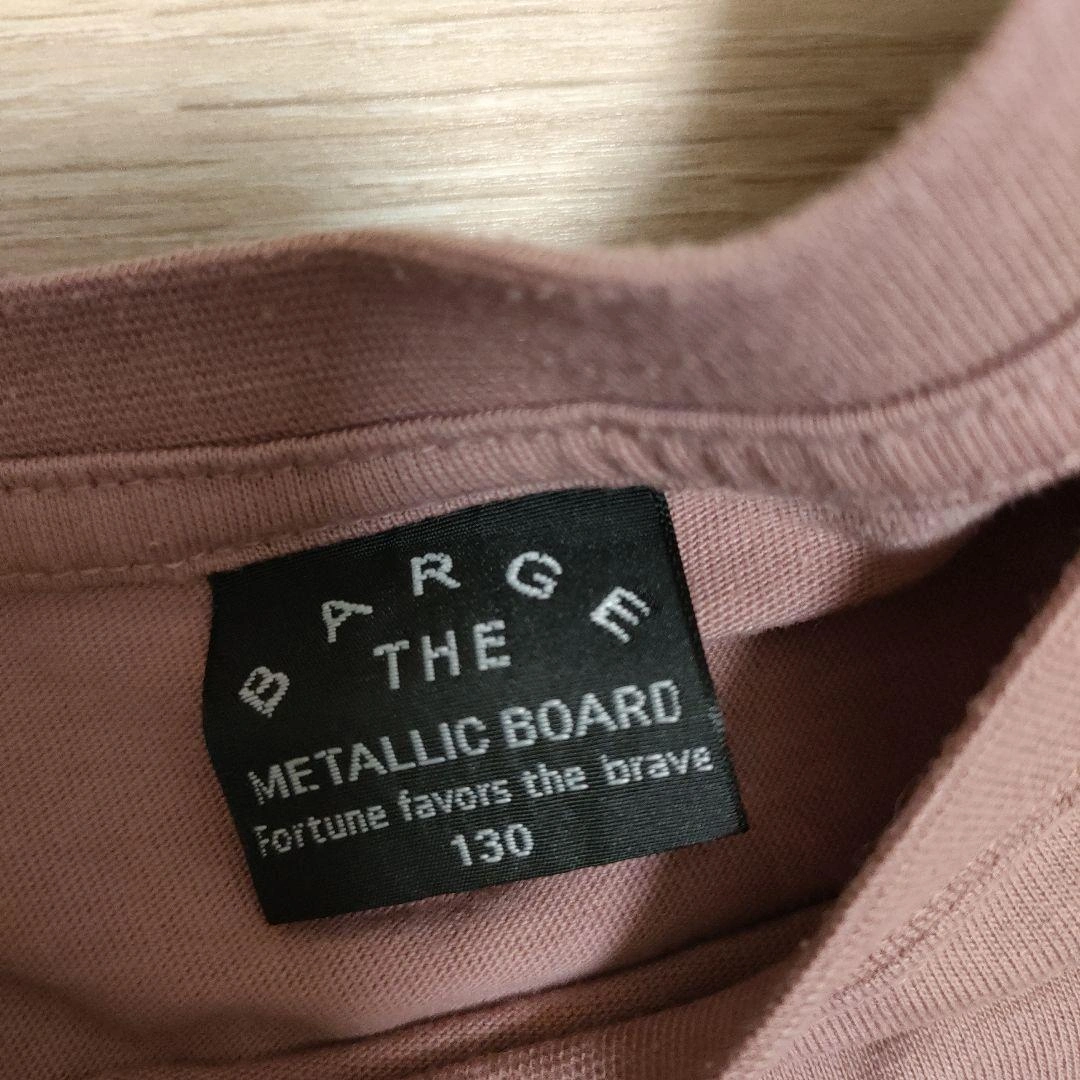 BARGE
THE
METALLIC BOARD
Fortune favors the brave
130